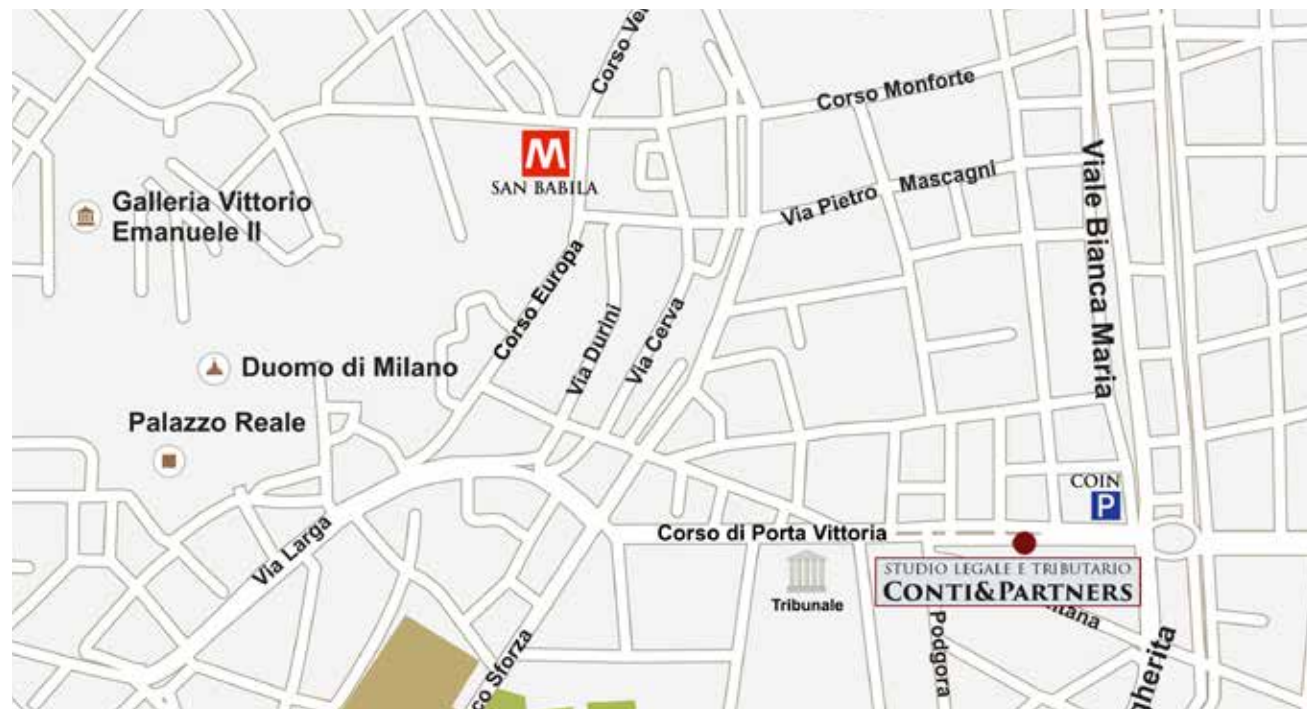 Corso Ve
Corso Monforte
M
SAN BABILA
Via Pietro Mascagni
Viale Bianca Maria
Galleria Vittorio
Emanuele II
Corso Europa
Via Durini
Via Cerva
Duomo di Milano
Palazzo Reale
COIN
P
Corso di Porta Vittoria
Via Larga
STUDIO LEGALE E TRIBUTARIO
CONTI&PARTNERS
Tribunale
Podgora
ntana
co Sforza
gherita